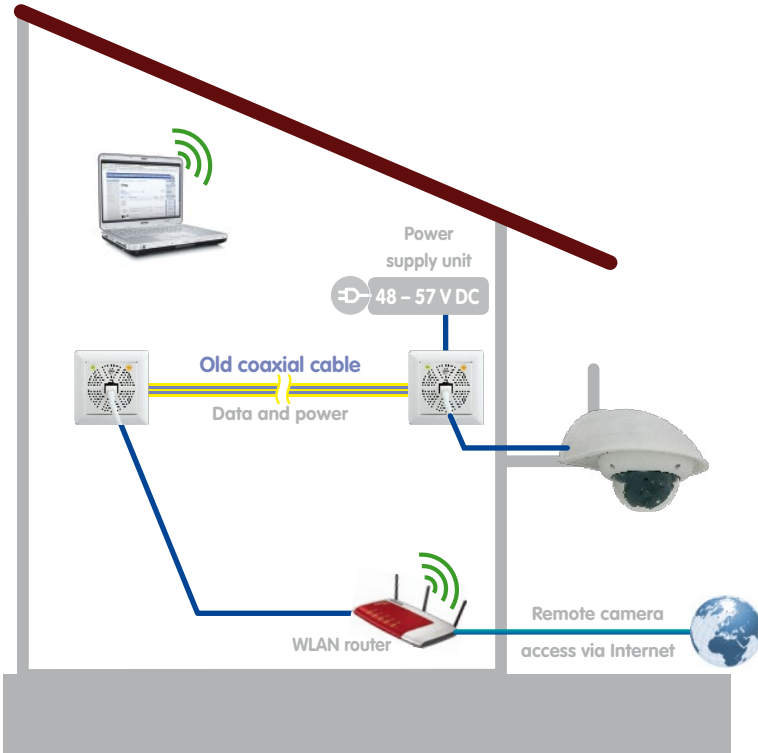 Power
supply unit
48 – 57 V DC
Old coaxial cable
Data and power
WLAN router
Remote camera
access via Internet